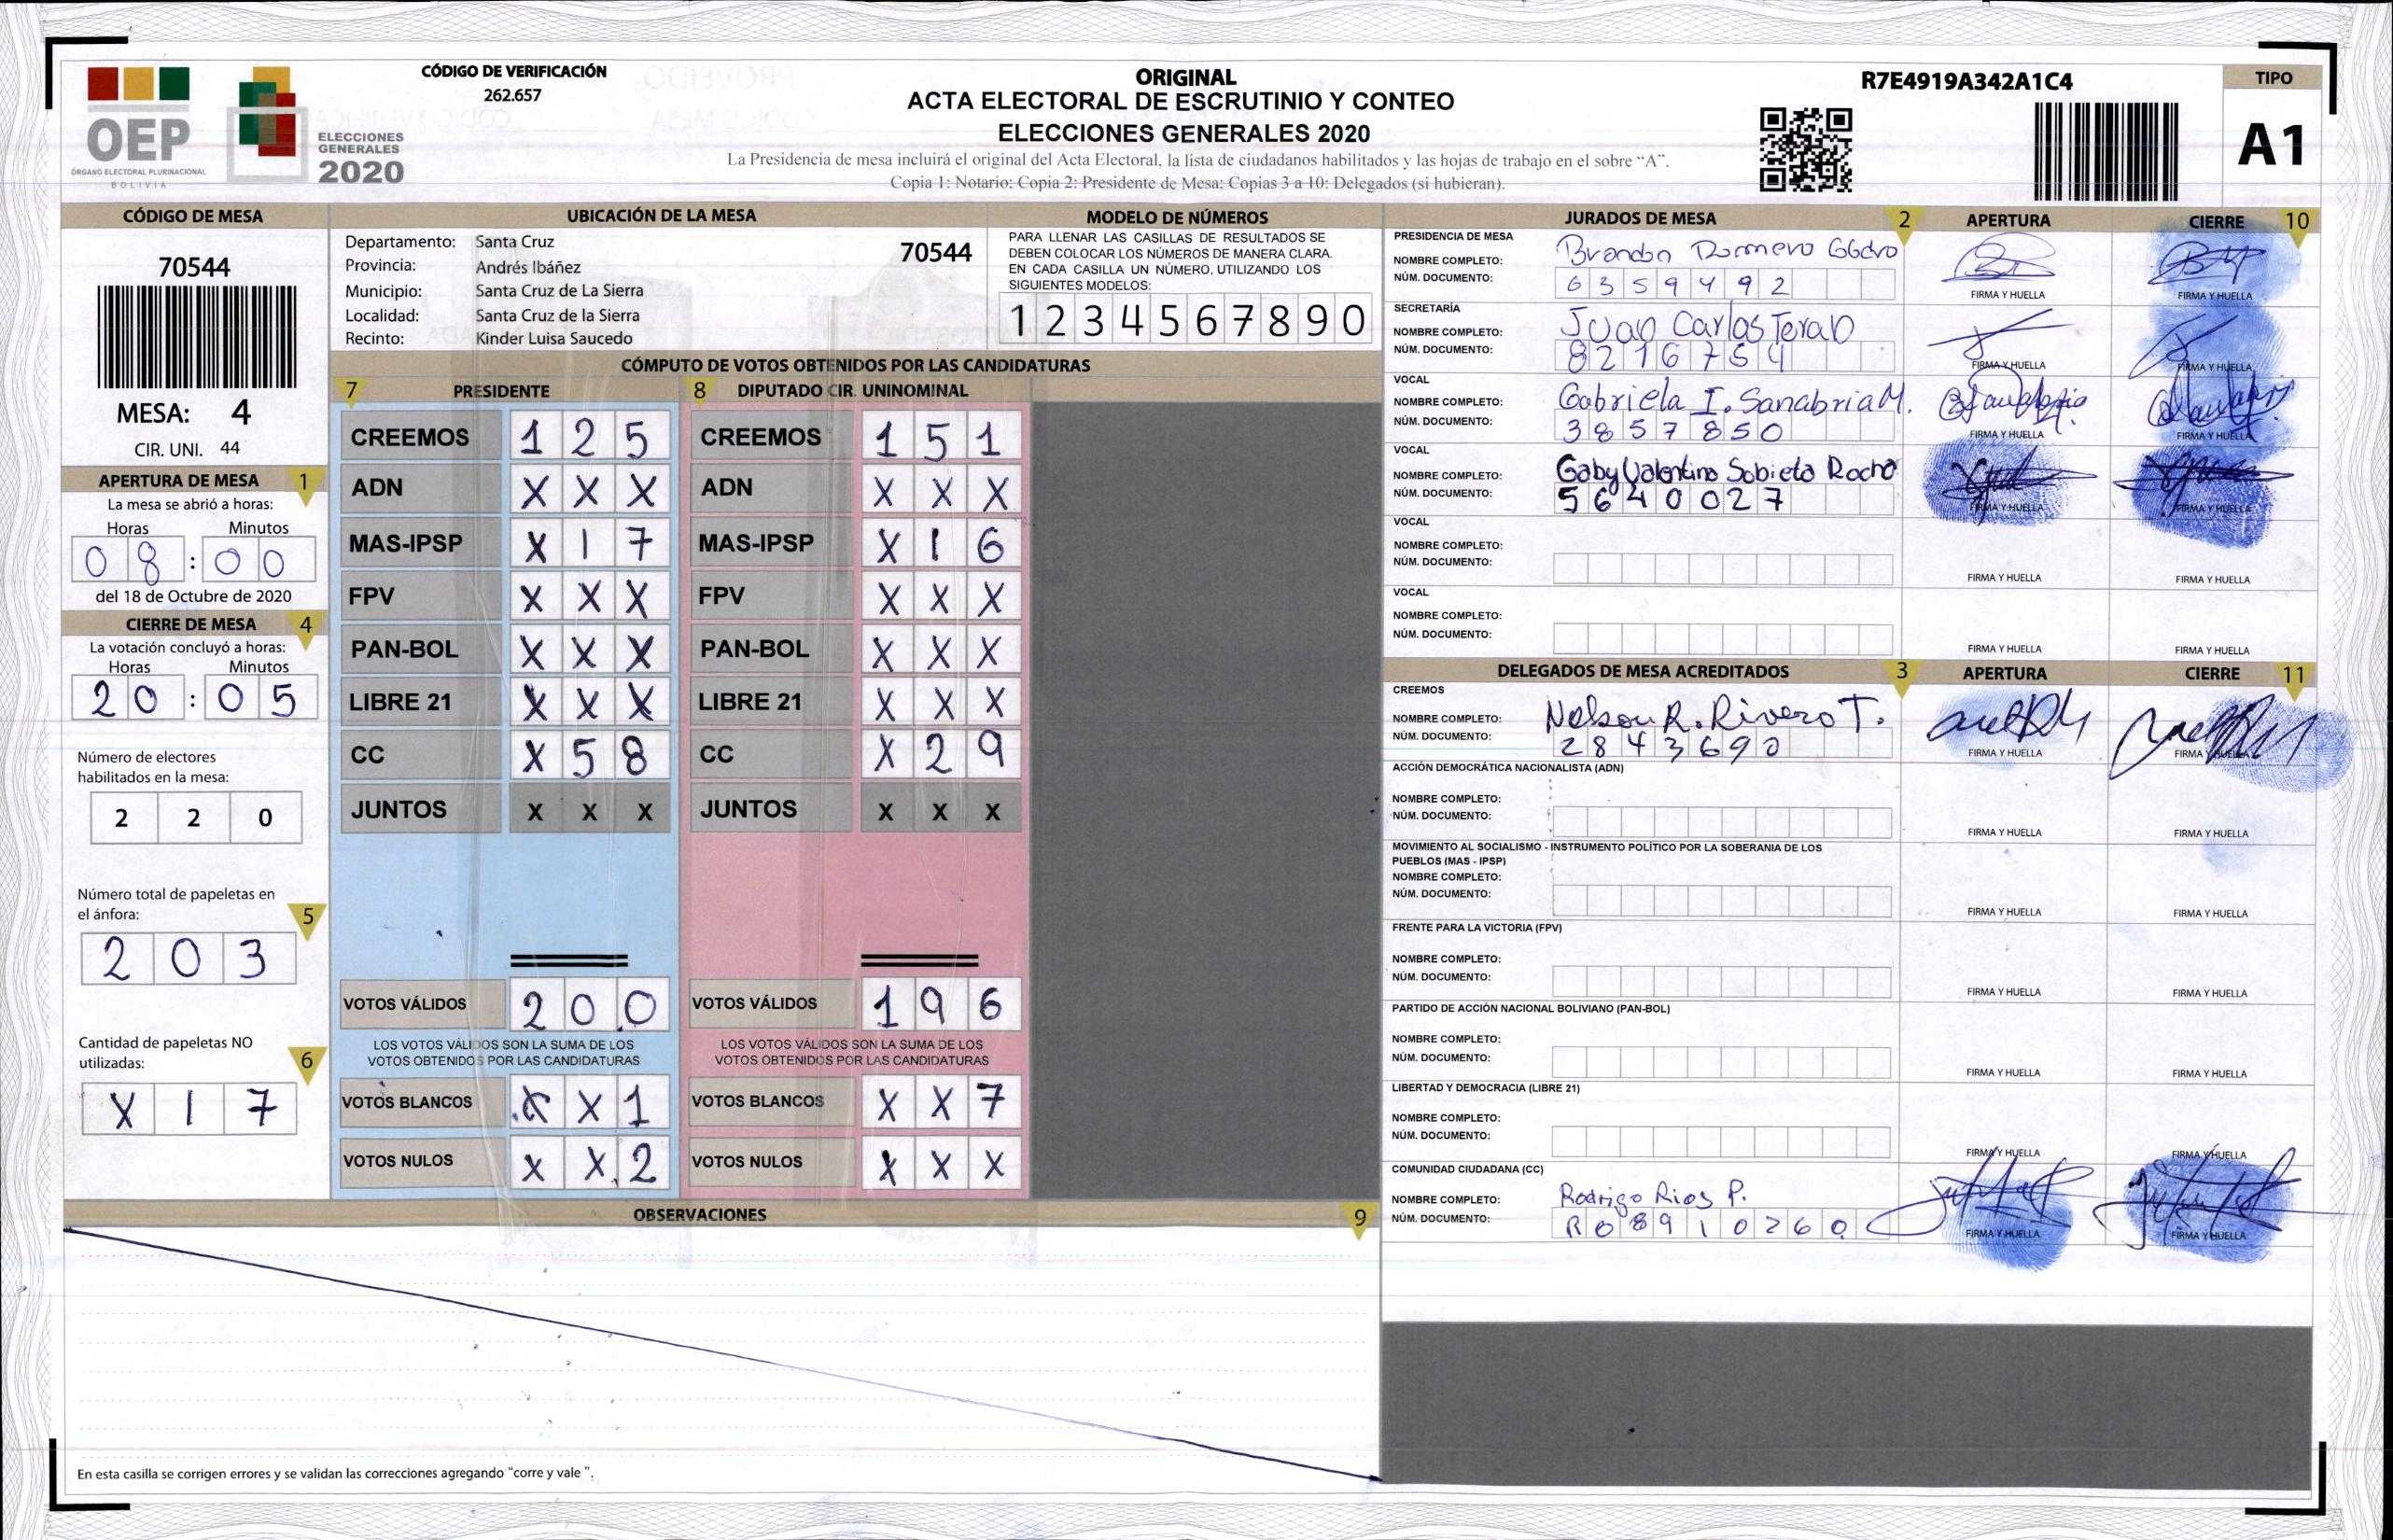 OEP
ÓRGANO ELECTORAL PLURINACIONAL
BOLIVIA
ELECCIONES
GENERALES
2020
CÓDIGO DE VERIFICACIÓN
262.657
ORIGINAL
ACTA ELECTORAL DE ESCRUTINIO Y CONTEO
ELECCIONES GENERALES 2020
La Presidencia de mesa incluirá el original del Acta Electoral, la lista de ciudadanos habilitados y las hojas de trabajo en el sobre “A”.
Copia 1: Notario: Copia 2: Presidente de Mesa: Copias 3 a 10: Delegados (si hubieran).
R7E4919A342A1C4
TIPO
A1
CÓDIGO DE MESA
70544
MESA: 4
CIR. UNI. 44
APERTURA DE MESA 1
La mesa se abrió a horas:
Horas Minutos
08:00
del 18 de Octubre de 2020
CIERRE DE MESA 4
La votación concluyó a horas:
Horas Minutos
20:05
Número de electores
habilitados en la mesa:
2 2 0
Número total de papeletas en
el ánfora: 5
2 0 3
Cantidad de papeletas NO
utilizadas: 6
X 1 7
UBICACIÓN DE LA MESA
Departamento: Santa Cruz 70544
Provincia: Andrés Ibáñez
Municipio: Santa Cruz de La Sierra
Localidad: Santa Cruz de la Sierra
Recinto: Kinder Luisa Saucedo
MODELO DE NÚMEROS
PARA LLENAR LAS CASILLAS DE RESULTADOS SE
DEBEN COLOCAR LOS NÚMEROS DE MANERA CLARA.
EN CADA CASILLA UN NÚMERO, UTILIZANDO LOS
SIGUIENTES MODELOS:
1 2 3 4 5 6 7 8 9 0
CÓMPUTO DE VOTOS OBTENIDOS POR LAS CANDIDATURAS
7 PRESIDENTE 8 DIPUTADO CIR. UNINOMINAL
CREEMOS 1 2 5 CREEMOS 1 5 1
ADN X X X ADN X X X
MAS-IPSP X 1 7 MAS-IPSP X 1 6
FPV X X X FPV X X X
PAN-BOL X X X PAN-BOL X X X
LIBRE 21 X X X LIBRE 21 X X X
CC X 5 8 CC X 2 9
JUNTOS X X X JUNTOS X X X
VOTOS VÁLIDOS 2 0 0 VOTOS VÁLIDOS 1 9 6
LOS VOTOS VÁLIDOS SON LA SUMA DE LOS LOS VOTOS VÁLIDOS SON LA SUMA DE LOS
VOTOS OBTENIDOS POR LAS CANDIDATURAS VOTOS OBTENIDOS POR LAS CANDIDATURAS
VOTOS BLANCOS X X 1 VOTOS BLANCOS X X 7
VOTOS NULOS X X 2 VOTOS NULOS X X X
OBSERVACIONES 9
En esta casilla se corrigen errores y se validan las correcciones agregando “corre y vale ”.
JURADOS DE MESA 2 APERTURA CIERRE 10
PRESIDENCIA DE MESA
NOMBRE COMPLETO: Brandon Romero
NÚM. DOCUMENTO: 6359492
FIRMA Y HUELLA FIRMA Y HUELLA
SECRETARÍA
NOMBRE COMPLETO: Juan Carlos Teran
NÚM. DOCUMENTO: 8216754
FIRMA Y HUELLA FIRMA Y HUELLA
VOCAL
NOMBRE COMPLETO: Gabriela I. Sanabria M.
NÚM. DOCUMENTO: 3857850
FIRMA Y HUELLA FIRMA Y HUELLA
VOCAL
NOMBRE COMPLETO: Gaby Valentina Sobieta Rocha
NÚM. DOCUMENTO: 5640027
FIRMA Y HUELLA FIRMA Y HUELLA
VOCAL
NOMBRE COMPLETO:
NÚM. DOCUMENTO:
FIRMA Y HUELLA FIRMA Y HUELLA
VOCAL
NOMBRE COMPLETO:
NÚM. DOCUMENTO:
FIRMA Y HUELLA FIRMA Y HUELLA
DELEGADOS DE MESA ACREDITADOS 3 APERTURA CIERRE 11
CREEMOS
NOMBRE COMPLETO: Nelson R. Rivero T.
NÚM. DOCUMENTO: 2843690
FIRMA Y HUELLA FIRMA Y HUELLA
ACCIÓN DEMOCRÁTICA NACIONALISTA (ADN)
NOMBRE COMPLETO:
NÚM. DOCUMENTO:
FIRMA Y HUELLA FIRMA Y HUELLA
MOVIMIENTO AL SOCIALISMO - INSTRUMENTO POLÍTICO POR LA SOBERANIA DE LOS
PUEBLOS (MAS - IPSP)
NOMBRE COMPLETO:
NÚM. DOCUMENTO:
FIRMA Y HUELLA FIRMA Y HUELLA
FRENTE PARA LA VICTORIA (FPV)
NOMBRE COMPLETO:
NÚM. DOCUMENTO:
FIRMA Y HUELLA FIRMA Y HUELLA
PARTIDO DE ACCIÓN NACIONAL BOLIVIANO (PAN-BOL)
NOMBRE COMPLETO:
NÚM. DOCUMENTO:
FIRMA Y HUELLA FIRMA Y HUELLA
LIBERTAD Y DEMOCRACIA (LIBRE 21)
NOMBRE COMPLETO:
NÚM. DOCUMENTO:
FIRMA Y HUELLA FIRMA Y HUELLA
COMUNIDAD CIUDADANA (CC)
NOMBRE COMPLETO: Rodrigo Rios P.
NÚM. DOCUMENTO:
FIRMA Y HUELLA FIRMA Y HUELLA